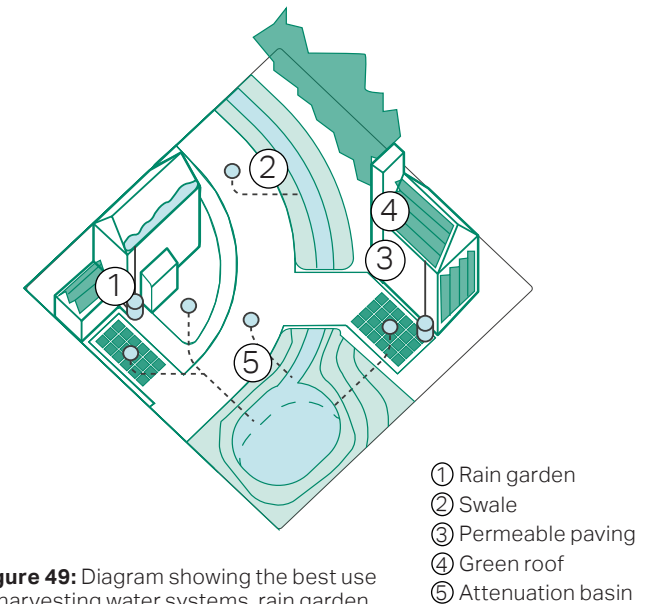 2
4
3
1
5
① Rain garden
② Swale
③ Permeable paving
④ Green roof
⑤ Attenuation basin
gure 49: Diagram showing the best use
harvesting water systems, rain garden